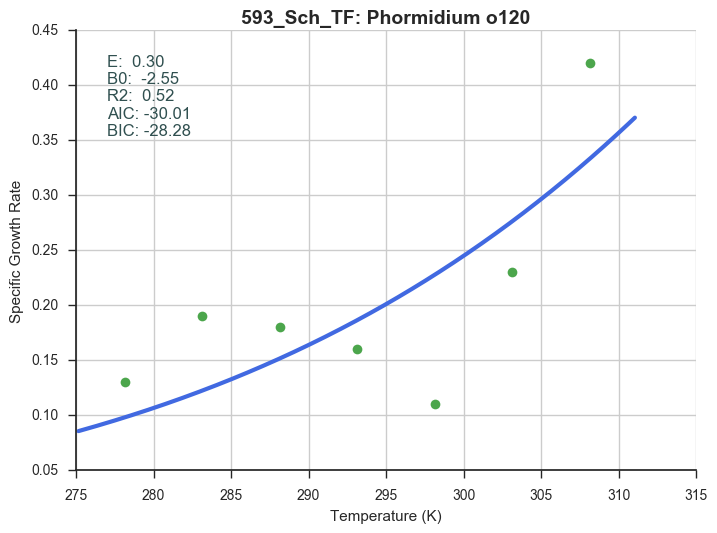 593_Sch_TF: Phormidium o120
E:  0.30
B0:  -2.55
R2:  0.52
AIC: -30.01
BIC: -28.28
Specific Growth Rate
0.45
0.40
0.35
0.30
0.25
0.20
0.15
0.10
0.05
275 280 285 290 295 300 305 310 315
Temperature (K)